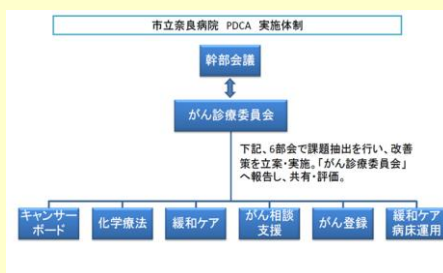 市立奈良病院 PDCA 実施体制
幹部会議
がん診療委員会
下記、6部会で課題抽出を行い、改善
策を立案・実施。「がん診療委員会」
へ報告し、共有・評価。
キャンサー
ボード
化学療法
緩和ケア
がん相談
支援
がん登録
緩和ケア
病床運用